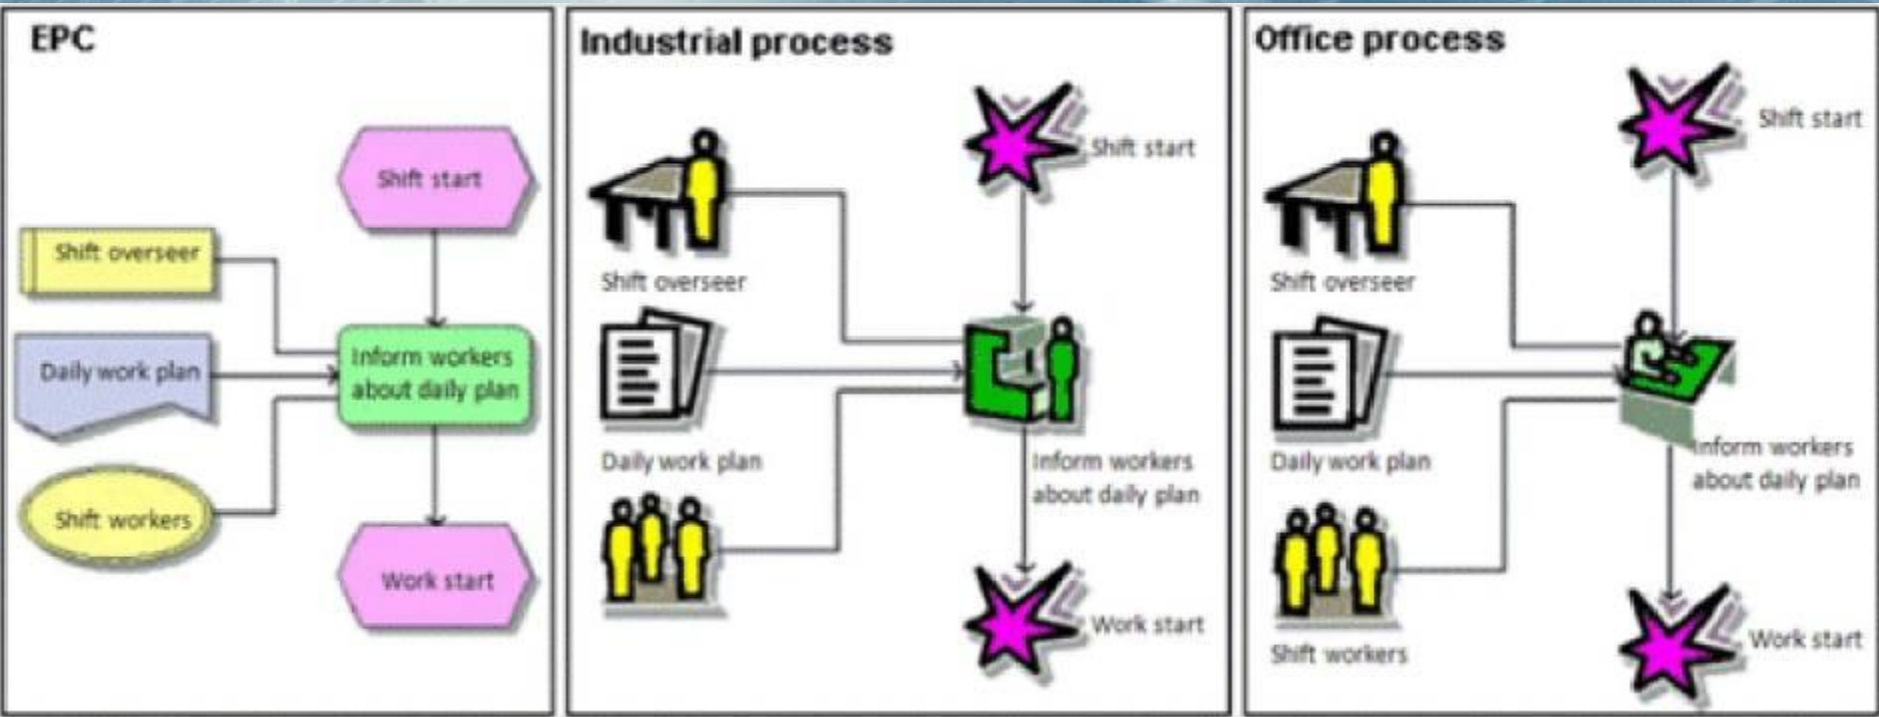 EPC
Shift start
Shift overseer
Inform workers
about daily plan
Daily work plan
Shift workers
Work start
Industrial process
Shift start
Shift overseer
Daily work plan
Inform workers
about daily plan
Work start
Office process
Shift start
Shift overseer
Inform workers
about daily plan
Daily work plan
Shift workers
Work start